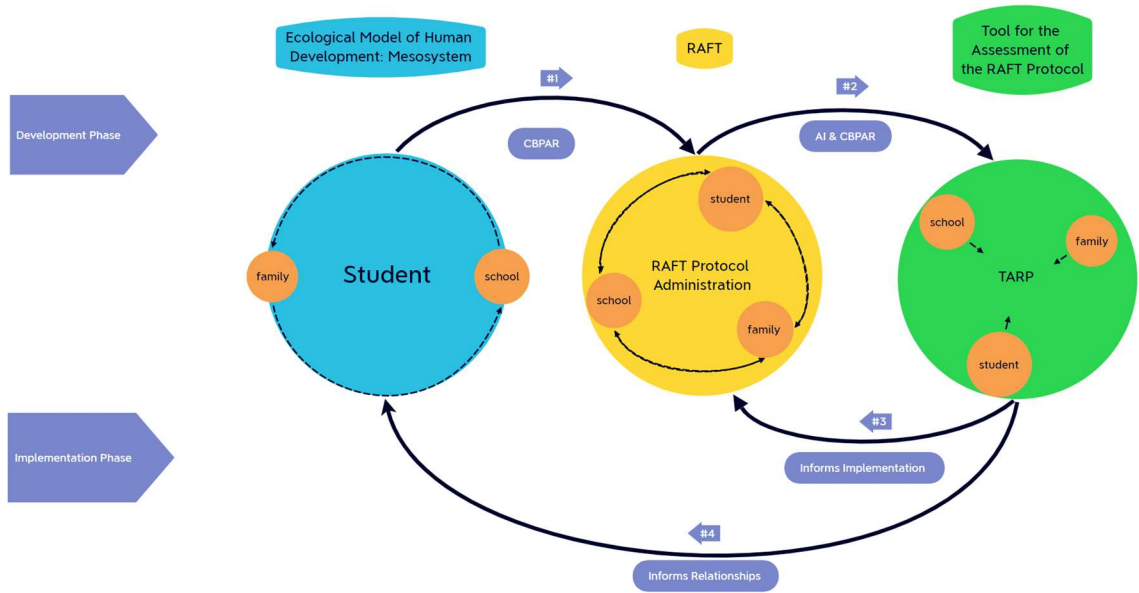 Ecological Model of Human
Development: Mesosystem
RAFT
Tool for the
Assessment of
the RAFT Protocol
#1
#2
Development Phase
CBPAR
AI & CBPAR
family
Student
school
student
RAFT Protocol
Administration
school
family
school
family
TARP
student
#3
Implementation Phase
Informs Implementation
#4
Informs Relationships